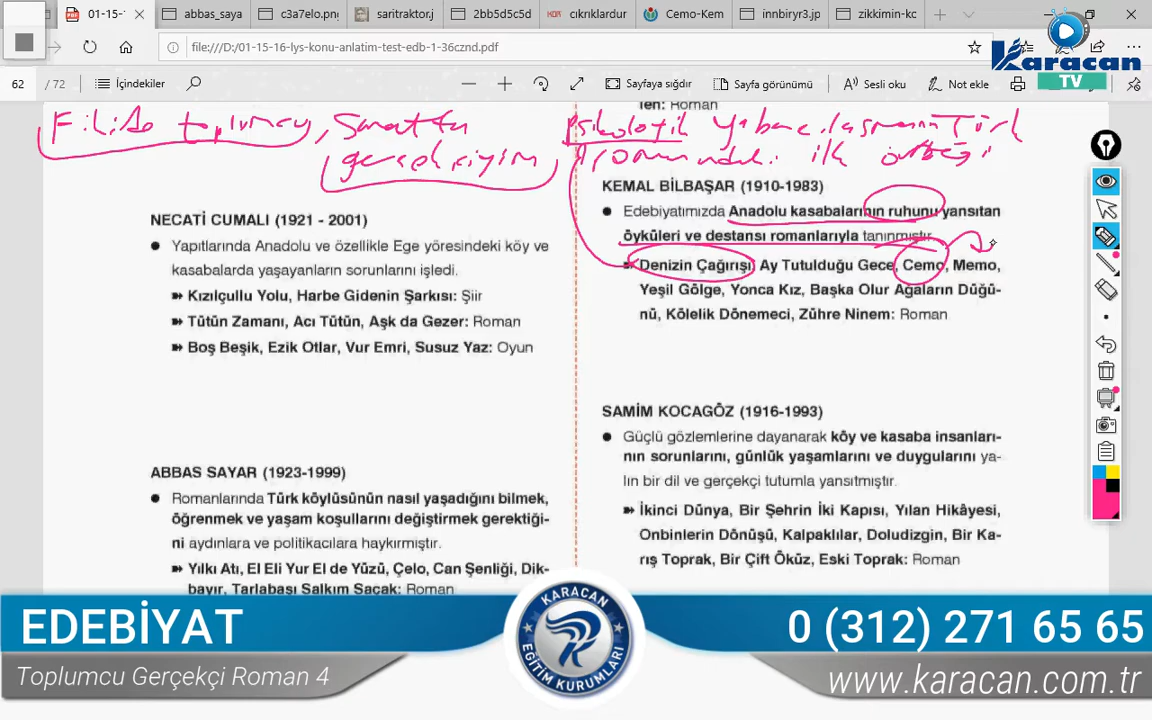 01-15-
abbas_saya
c3a7elo.pn
saritraktor.j
2bb5d5cd
cıkrıklardur
Cemo-Kem
innbiryr3.jp
zikkimin-kc
file:///D:/01-15-16-lys-konu-anlatim-test-edb-1-36cznd.pdf
Karacan
TV
62 / 72
İçindekiler
Sayfaya sığdır
Sayfa görünümü
Sesli oku
Not ekle
Roman
Filide toplumcu, Sanatta
gerçekçiyim
psikolojik yabancılaşmanın Türk
romanındaki ilk örneği
NECATİ CUMALI (1921 - 2001)
Yapıtlarında Anadolu ve özellikle Ege yöresindeki köy ve
kasabalarda yaşayanların sorunlarını işledi.
Kızılçullu Yolu, Harbe Gidenin Şarkısı: Şiir
Tütün Zamanı, Acı Tütün, Aşk da Gezer: Roman
Boş Beşik, Ezik Otlar, Vur Emri, Susuz Yaz: Oyun
ABBAS SAYAR (1923-1999)
Romanlarında Türk köylüsünün nasıl yaşadığını bilmek,
öğrenmek ve yaşam koşullarını değiştirmek gerektiği-
ni aydınlara ve politikacılara haykırmıştır.
Yılkı Atı, El Eli Yur El de Yüzü, Çelo, Can Şenliği, Dik-
bayır, Tarlabaşı Salkım Saçak: Roman
KEMAL BİLBAŞAR (1910-1983)
Edebiyatımızda Anadolu kasabalarının ruhunu yansıtan
öyküleri ve destansı romanlarıyla tanınmıştır.
Denizin Çağırışı, Ay Tutulduğu Gece, Cemo, Memo,
Yeşil Gölge, Yonca Kız, Başka Olur Ağaların Düğü-
nü, Kölelik Dönemeci, Zühre Ninem: Roman
SAMİM KOCAGÖZ (1916-1993)
Güçlü gözlemlerine dayanarak köy ve kasaba insanları-
nın sorunlarını, günlük yaşamlarını ve duygularını ya-
lın bir dil ve gerçekçi tutumla yansıtmıştır.
İkinci Dünya, Bir Şehrin İki Kapısı, Yılan Hikâyesi,
Onbinlerin Dönüşü, Kalpaklılar, Doludizgin, Bir Ka-
rış Toprak, Bir Çift Öküz, Eski Toprak: Roman
EDEBİYAT
Toplumcu Gerçekçi Roman 4
KARACAN
EĞİTİM KURUMLARI
0 (312) 271 65 65
www.karacan.com.tr